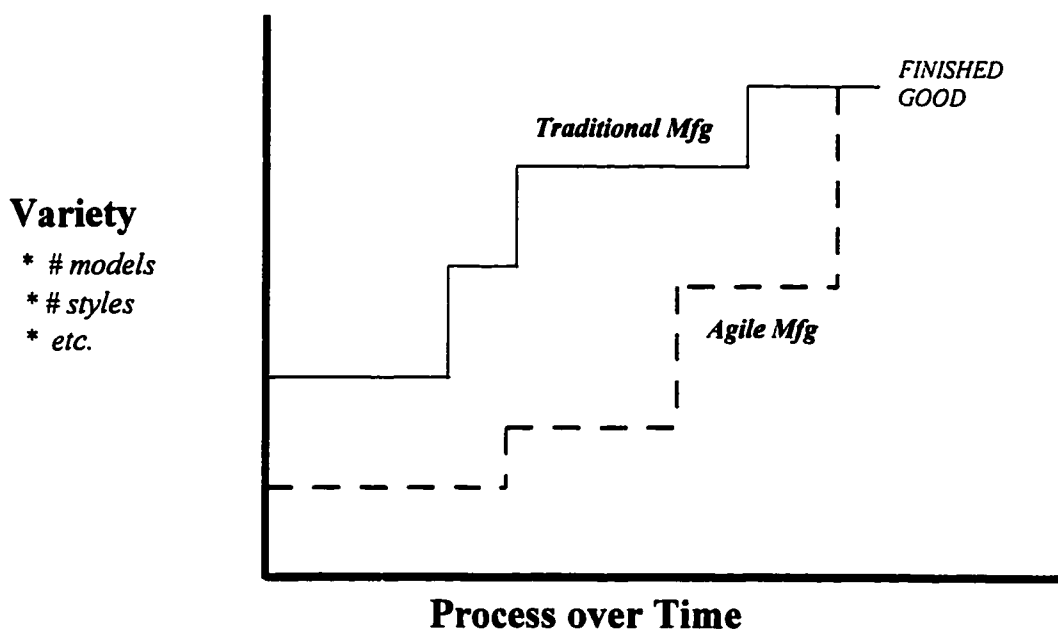 FINISHED
GOOD
Traditional Mfg
Variety
* # models
* # styles
* etc.
Agile Mfg
Process over Time